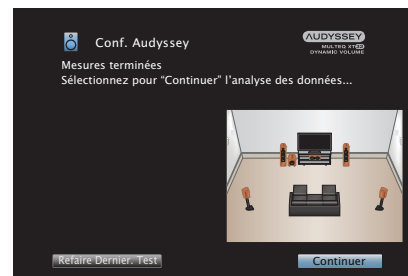 Conf. Audyssey
AUDYSSEY
MULTEQ XT32
DYNAMIC VOLUME
Mesures terminées
Sélectionnez pour “Continuer” l’analyse des données...
Refaire Dernier. Test
Continuer